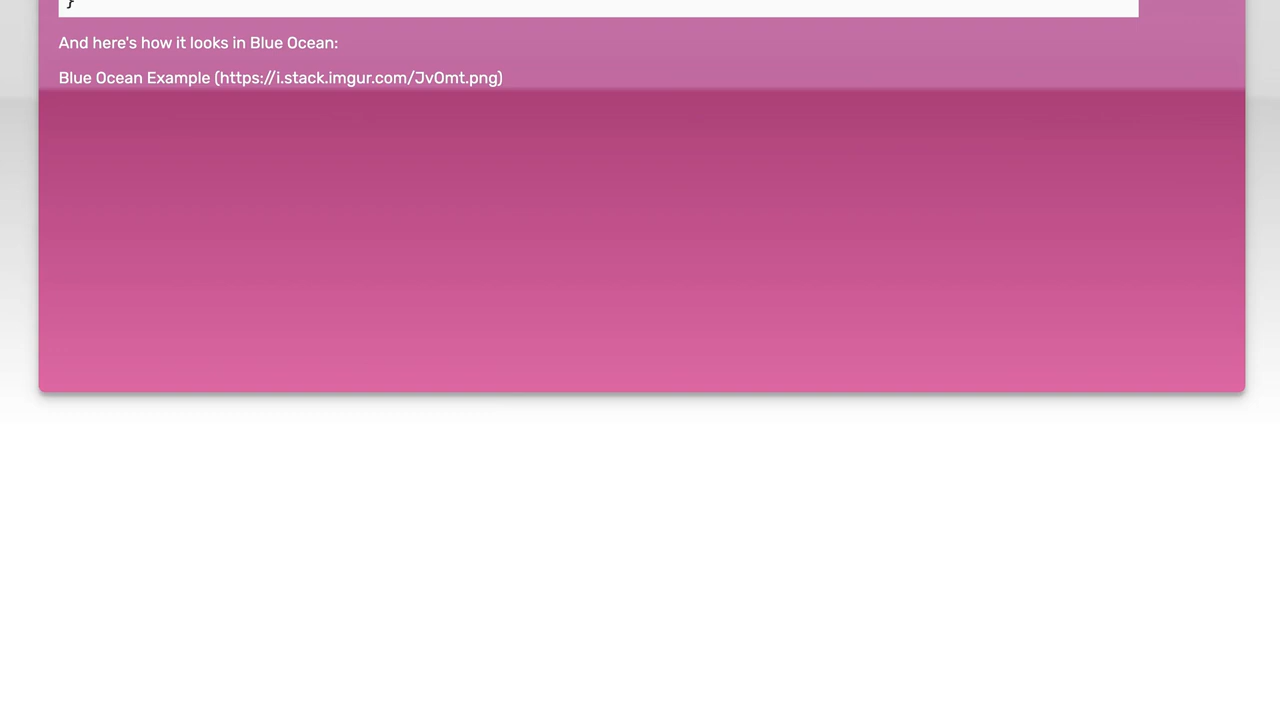 }
And here's how it looks in Blue Ocean:
Blue Ocean Example (https://i.stack.imgur.com/JvOmt.png)